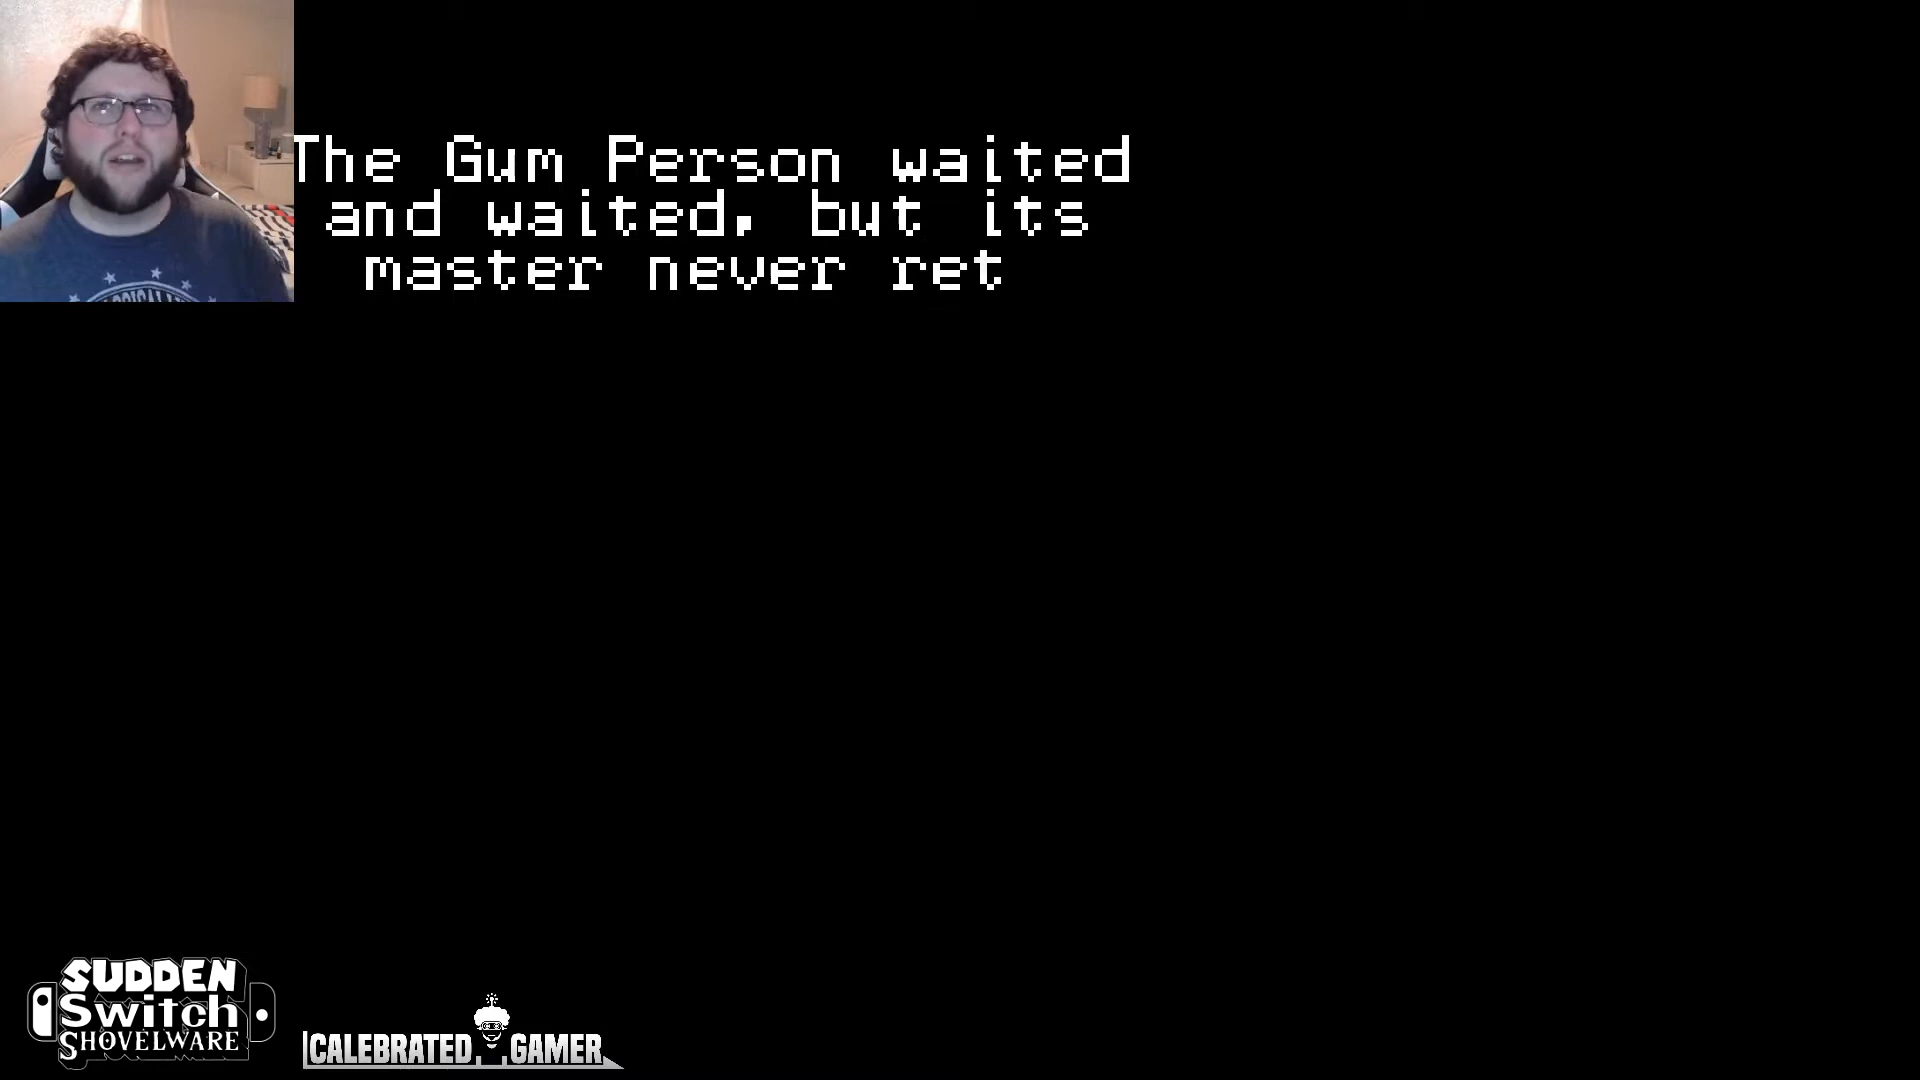 The Gum Person waited
and waited, but its
master never ret
SUDDEN
Switch
SHOVELWARE
CALEBRATED GAMER